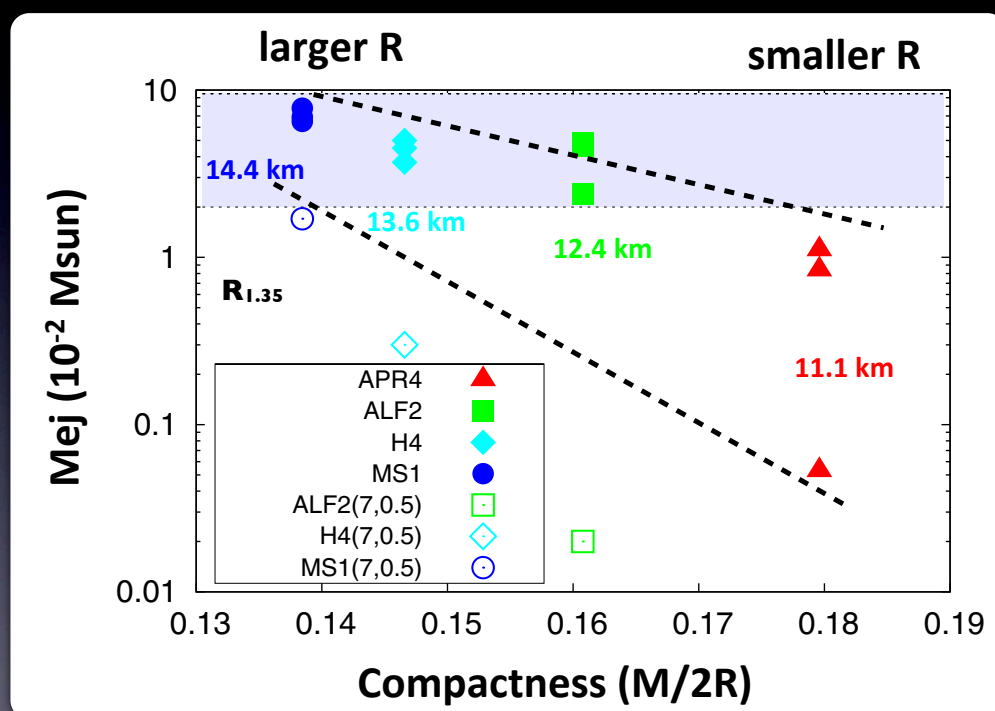 larger R
smaller R
10
14.4 km
13.6 km
12.4 km
1
R1.35
11.1 km
APR4
ALF2
0.1
H4
MS1
ALF2(7,0.5)
H4(7,0.5)
MS1(7,0.5)
0.01
0.13 0.14 0.15 0.16 0.17 0.18 0.19
Compactness (M/2R)
Mej (10⁻² Msun)